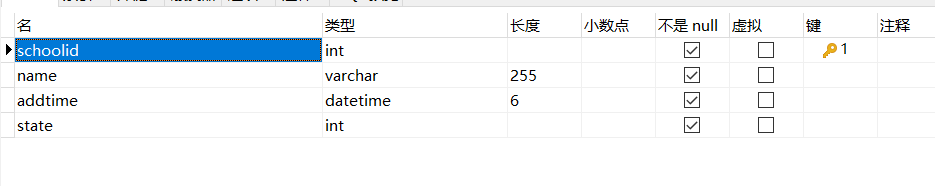 名 类型 长度 小数点 不是 null 虚拟 键 注释
schoolid int 1
name varchar 255
addtime datetime 6
state int